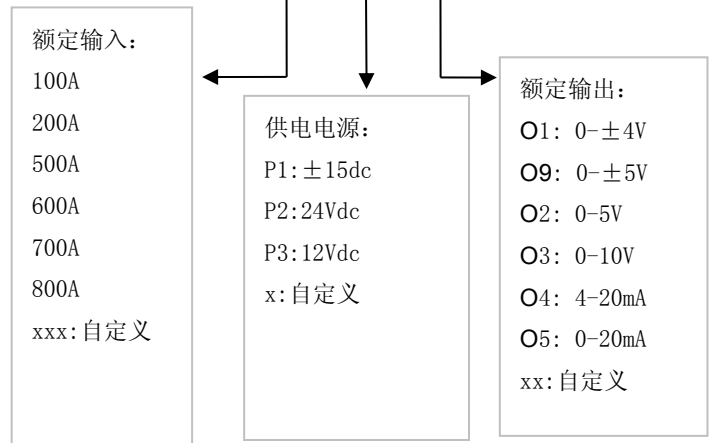 额定输入：
100A
200A
500A
600A
700A
800A
xxx:自定义
供电电源：
P1:±15dc
P2:24Vdc
P3:12Vdc
x:自定义
额定输出：
O1: 0-±4V
O9: 0-±5V
O2: 0-5V
O3: 0-10V
O4: 4-20mA
O5: 0-20mA
xx:自定义